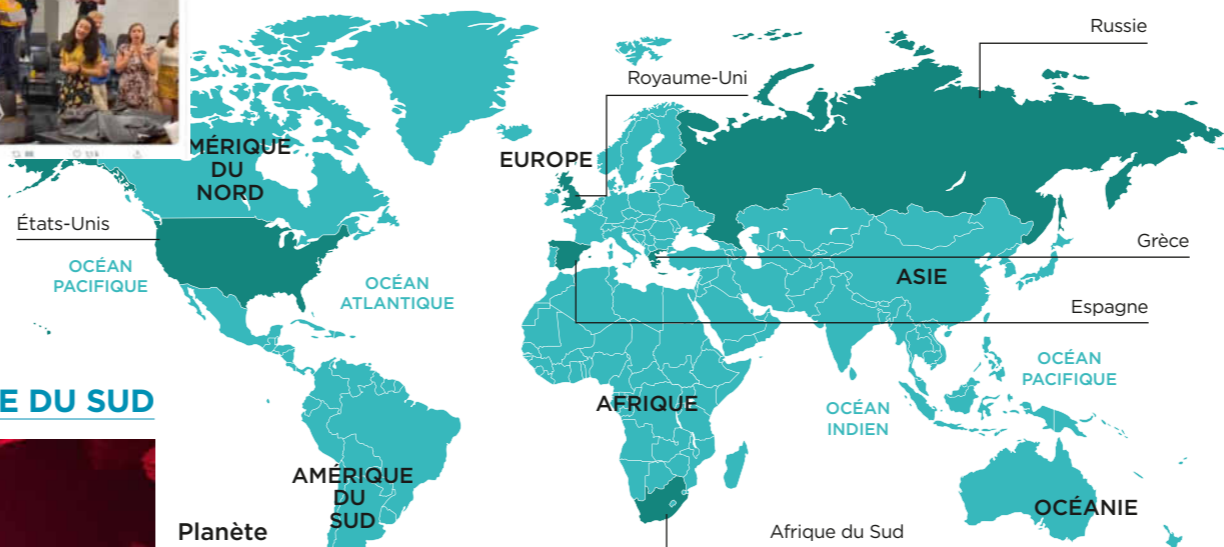 Russie
Royaume-Uni
MÉRIQUE
DU
NORD
EUROPE
États-Unis
OCÉAN
PACIFIQUE
OCÉAN
ATLANTIQUE
Grèce
ASIE
Espagne
OCÉAN
PACIFIQUE
E DU SUD
AFRIQUE
OCÉAN
INDIEN
AMÉRIQUE
DU
SUD
OCÉANIE
Planète
Afrique du Sud